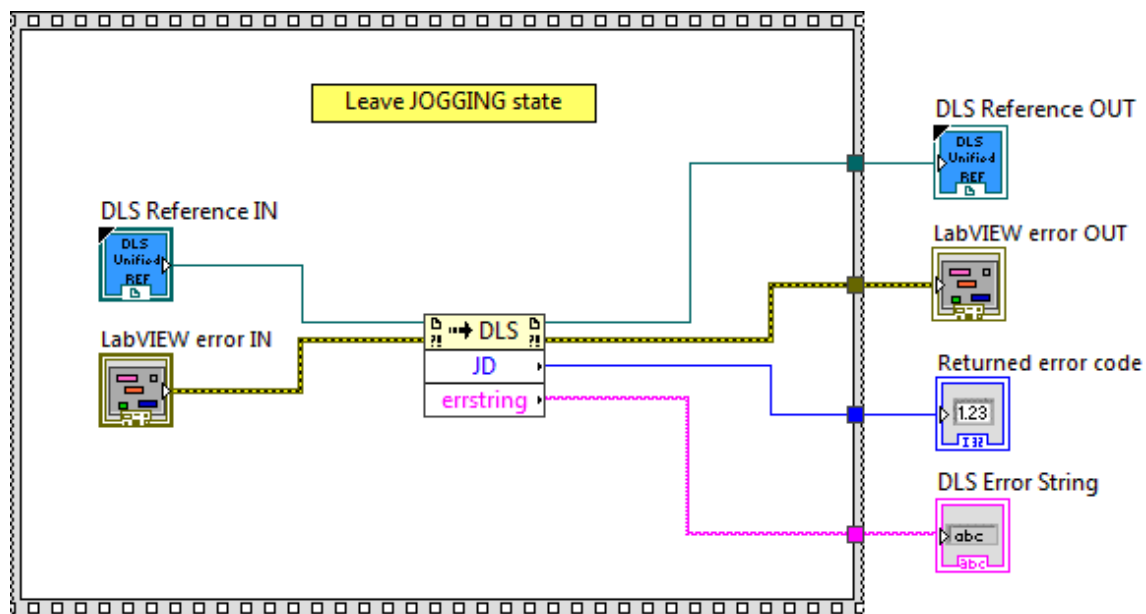 Leave JOGGING state
DLS Reference OUT
DLS
Unified
REF
DLS Reference IN
DLS
Unified
REF
LabVIEW error OUT
LabVIEW error IN
?! DLS ?!
JD
errstring
Returned error code
1.23
I32
DLS Error String
abc
abc